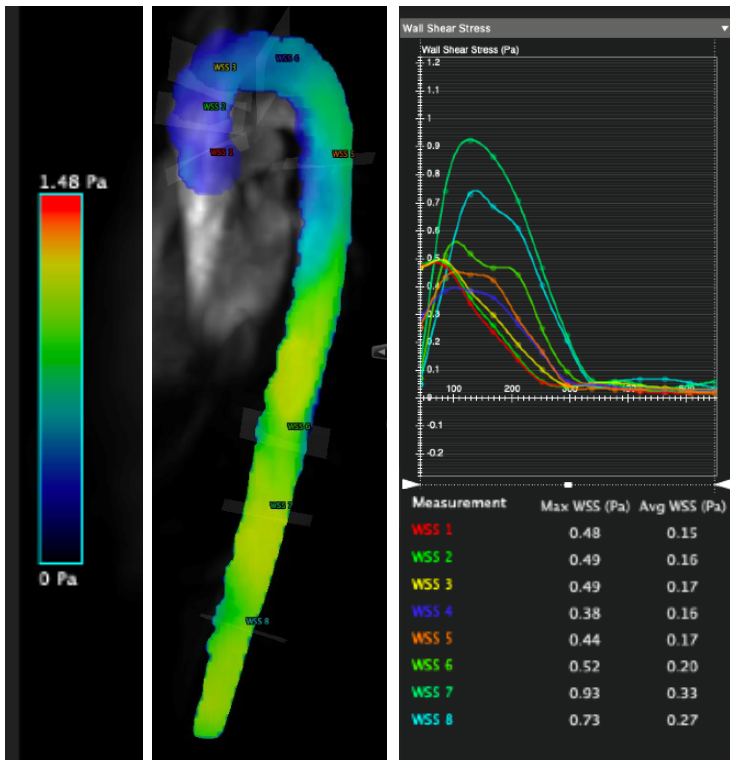 1.48 Pa
0 Pa
WSS 3
WSS 4
WSS 2
WSS 1
WSS 5
WSS 6
WSS 7
WSS 8
Wall Shear Stress
Wall Shear Stress (Pa)
1.2
1.1
1
0.9
0.8
0.7
0.6
0.5
0.4
0.3
0.2
0.1
0 100 200 300 400 500
-0.1
-0.2
Measurement Max WSS (Pa) Avg WSS (Pa)
WSS 1 0.48 0.15
WSS 2 0.49 0.16
WSS 3 0.49 0.17
WSS 4 0.38 0.16
WSS 5 0.44 0.17
WSS 6 0.52 0.20
WSS 7 0.93 0.33
WSS 8 0.73 0.27